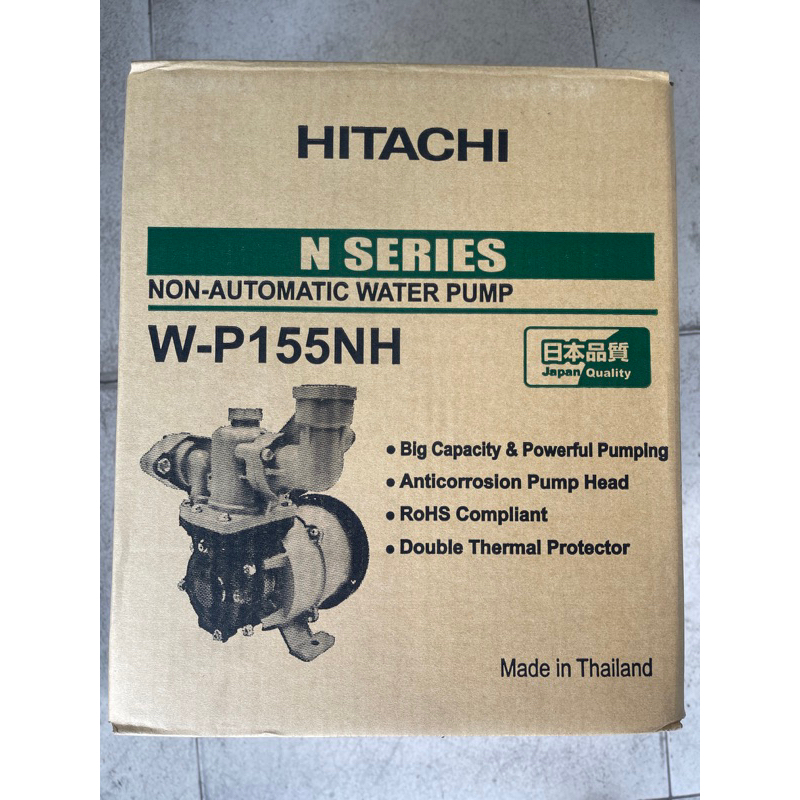 HITACHI
N SERIES
NON-AUTOMATIC WATER PUMP
W-P155NH
日本品質
Japan Quality
• Big Capacity & Powerful Pumping
• Anticorrosion Pump Head
• RoHS Compliant
• Double Thermal Protector
Made in Thailand